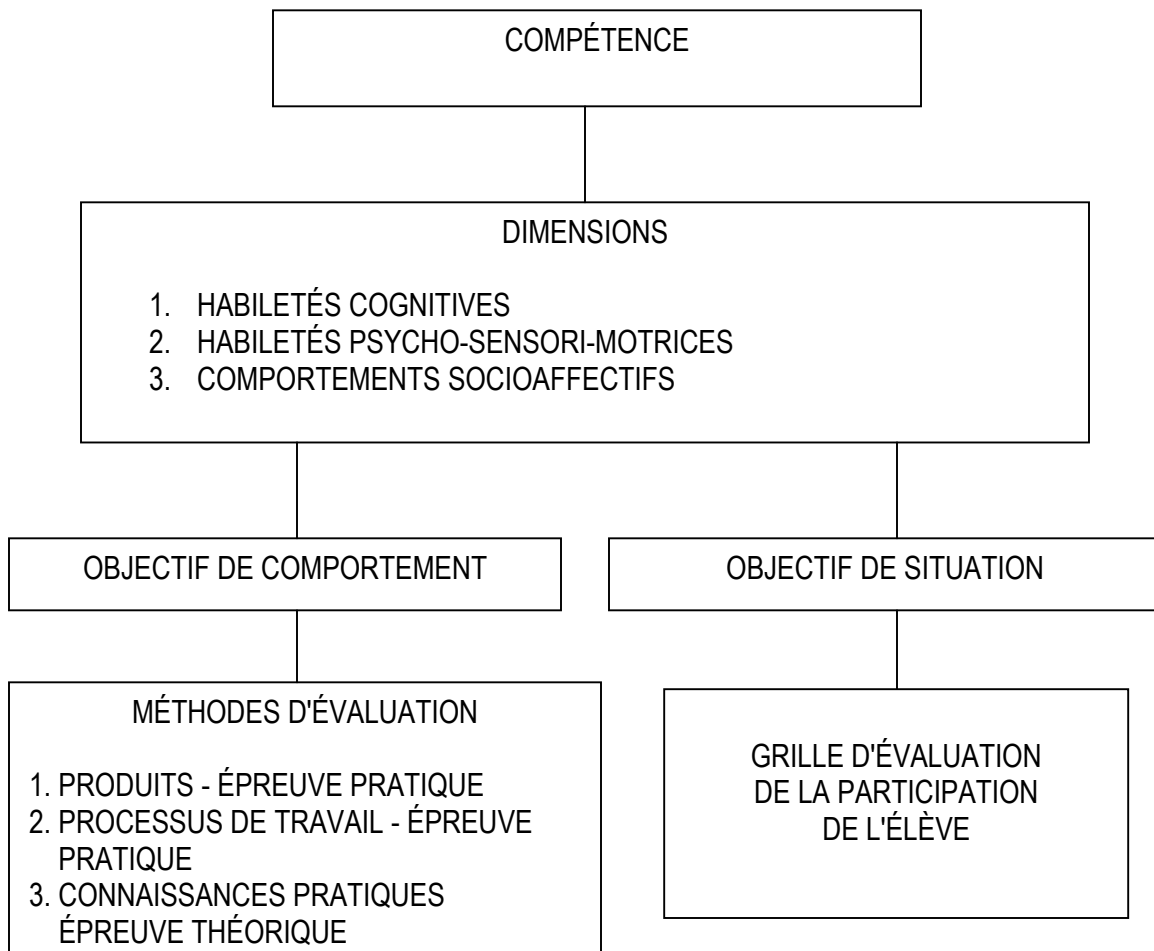 COMPÉTENCE
DIMENSIONS
1. HABILETÉS COGNITIVES
2. HABILETÉS PSYCHO-SENSORI-MOTRICES
3. COMPORTEMENTS SOCIOAFFECTIFS
OBJECTIF DE COMPORTEMENT
OBJECTIF DE SITUATION
MÉTHODES D'ÉVALUATION
1. PRODUITS - ÉPREUVE PRATIQUE
2. PROCESSUS DE TRAVAIL - ÉPREUVE
PRATIQUE
3. CONNAISSANCES PRATIQUES
ÉPREUVE THÉORIQUE
GRILLE D'ÉVALUATION
DE LA PARTICIPATION
DE L'ÉLÈVE